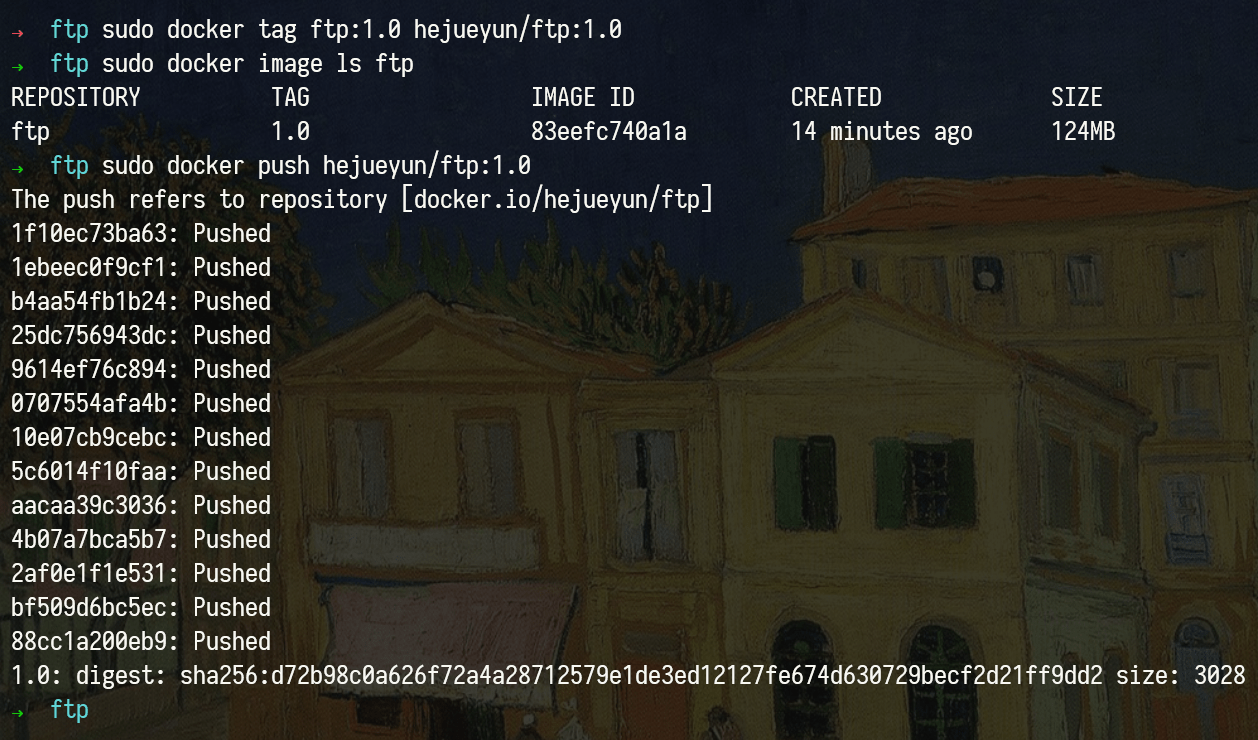 → ftp sudo docker tag ftp:1.0 hejueyun/ftp:1.0
→ ftp sudo docker image ls ftp
REPOSITORY TAG IMAGE ID CREATED SIZE
ftp 1.0 83eefc740a1a 14 minutes ago 124MB
→ ftp sudo docker push hejueyun/ftp:1.0
The push refers to repository [docker.io/hejueyun/ftp]
1f10ec73ba63: Pushed
1ebeec0f9cf1: Pushed
b4aa54fb1b24: Pushed
25dc756943dc: Pushed
9614ef76c894: Pushed
0707554afa4b: Pushed
10e07cb9cebc: Pushed
5c6014f10faa: Pushed
aacaa39c3036: Pushed
4b07a7bca5b7: Pushed
2af0e1f1e531: Pushed
bf509d6bc5ec: Pushed
88cc1a200eb9: Pushed
1.0: digest: sha256:d72b98c0a626f72a4a28712579e1de3ed12127fe674d630729becf2d21ff9dd2 size: 3028
→ ftp